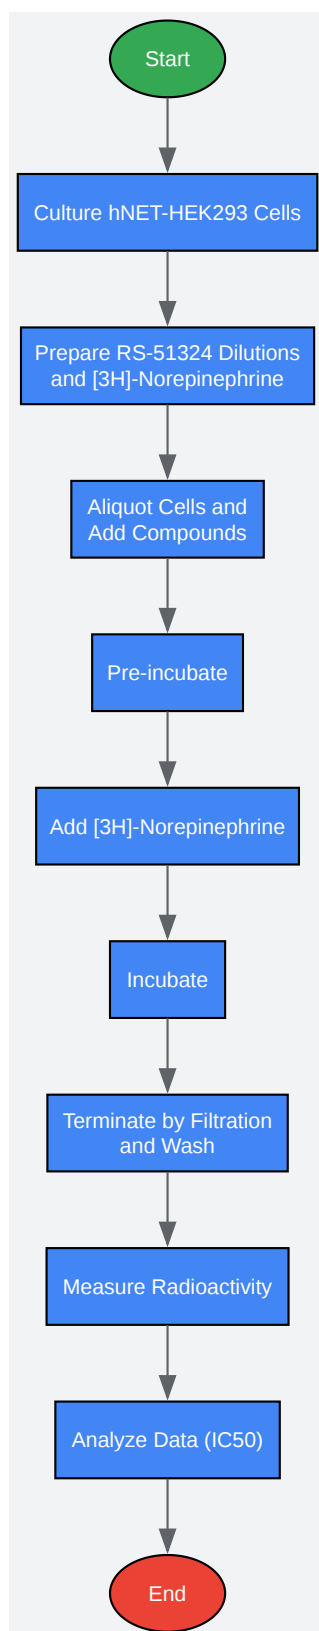 Start
Culture hNET-HEK293 Cells
Prepare RS-51324 Dilutions
and [3H]-Norepinephrine
Aliquot Cells and
Add Compounds
Pre-incubate
Add [3H]-Norepinephrine
Incubate
Terminate by Filtration
and Wash
Measure Radioactivity
Analyze Data (IC50)
End